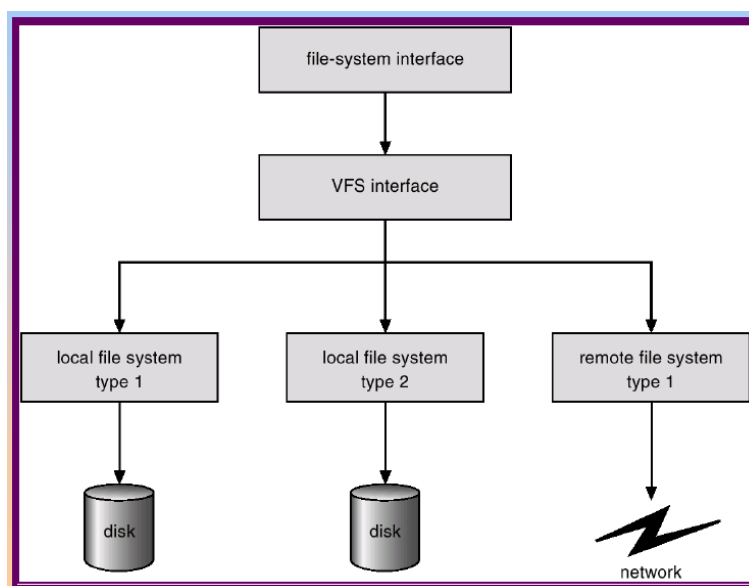 file-system interface
VFS interface
local file system
type 1
local file system
type 2
remote file system
type 1
disk
disk
network